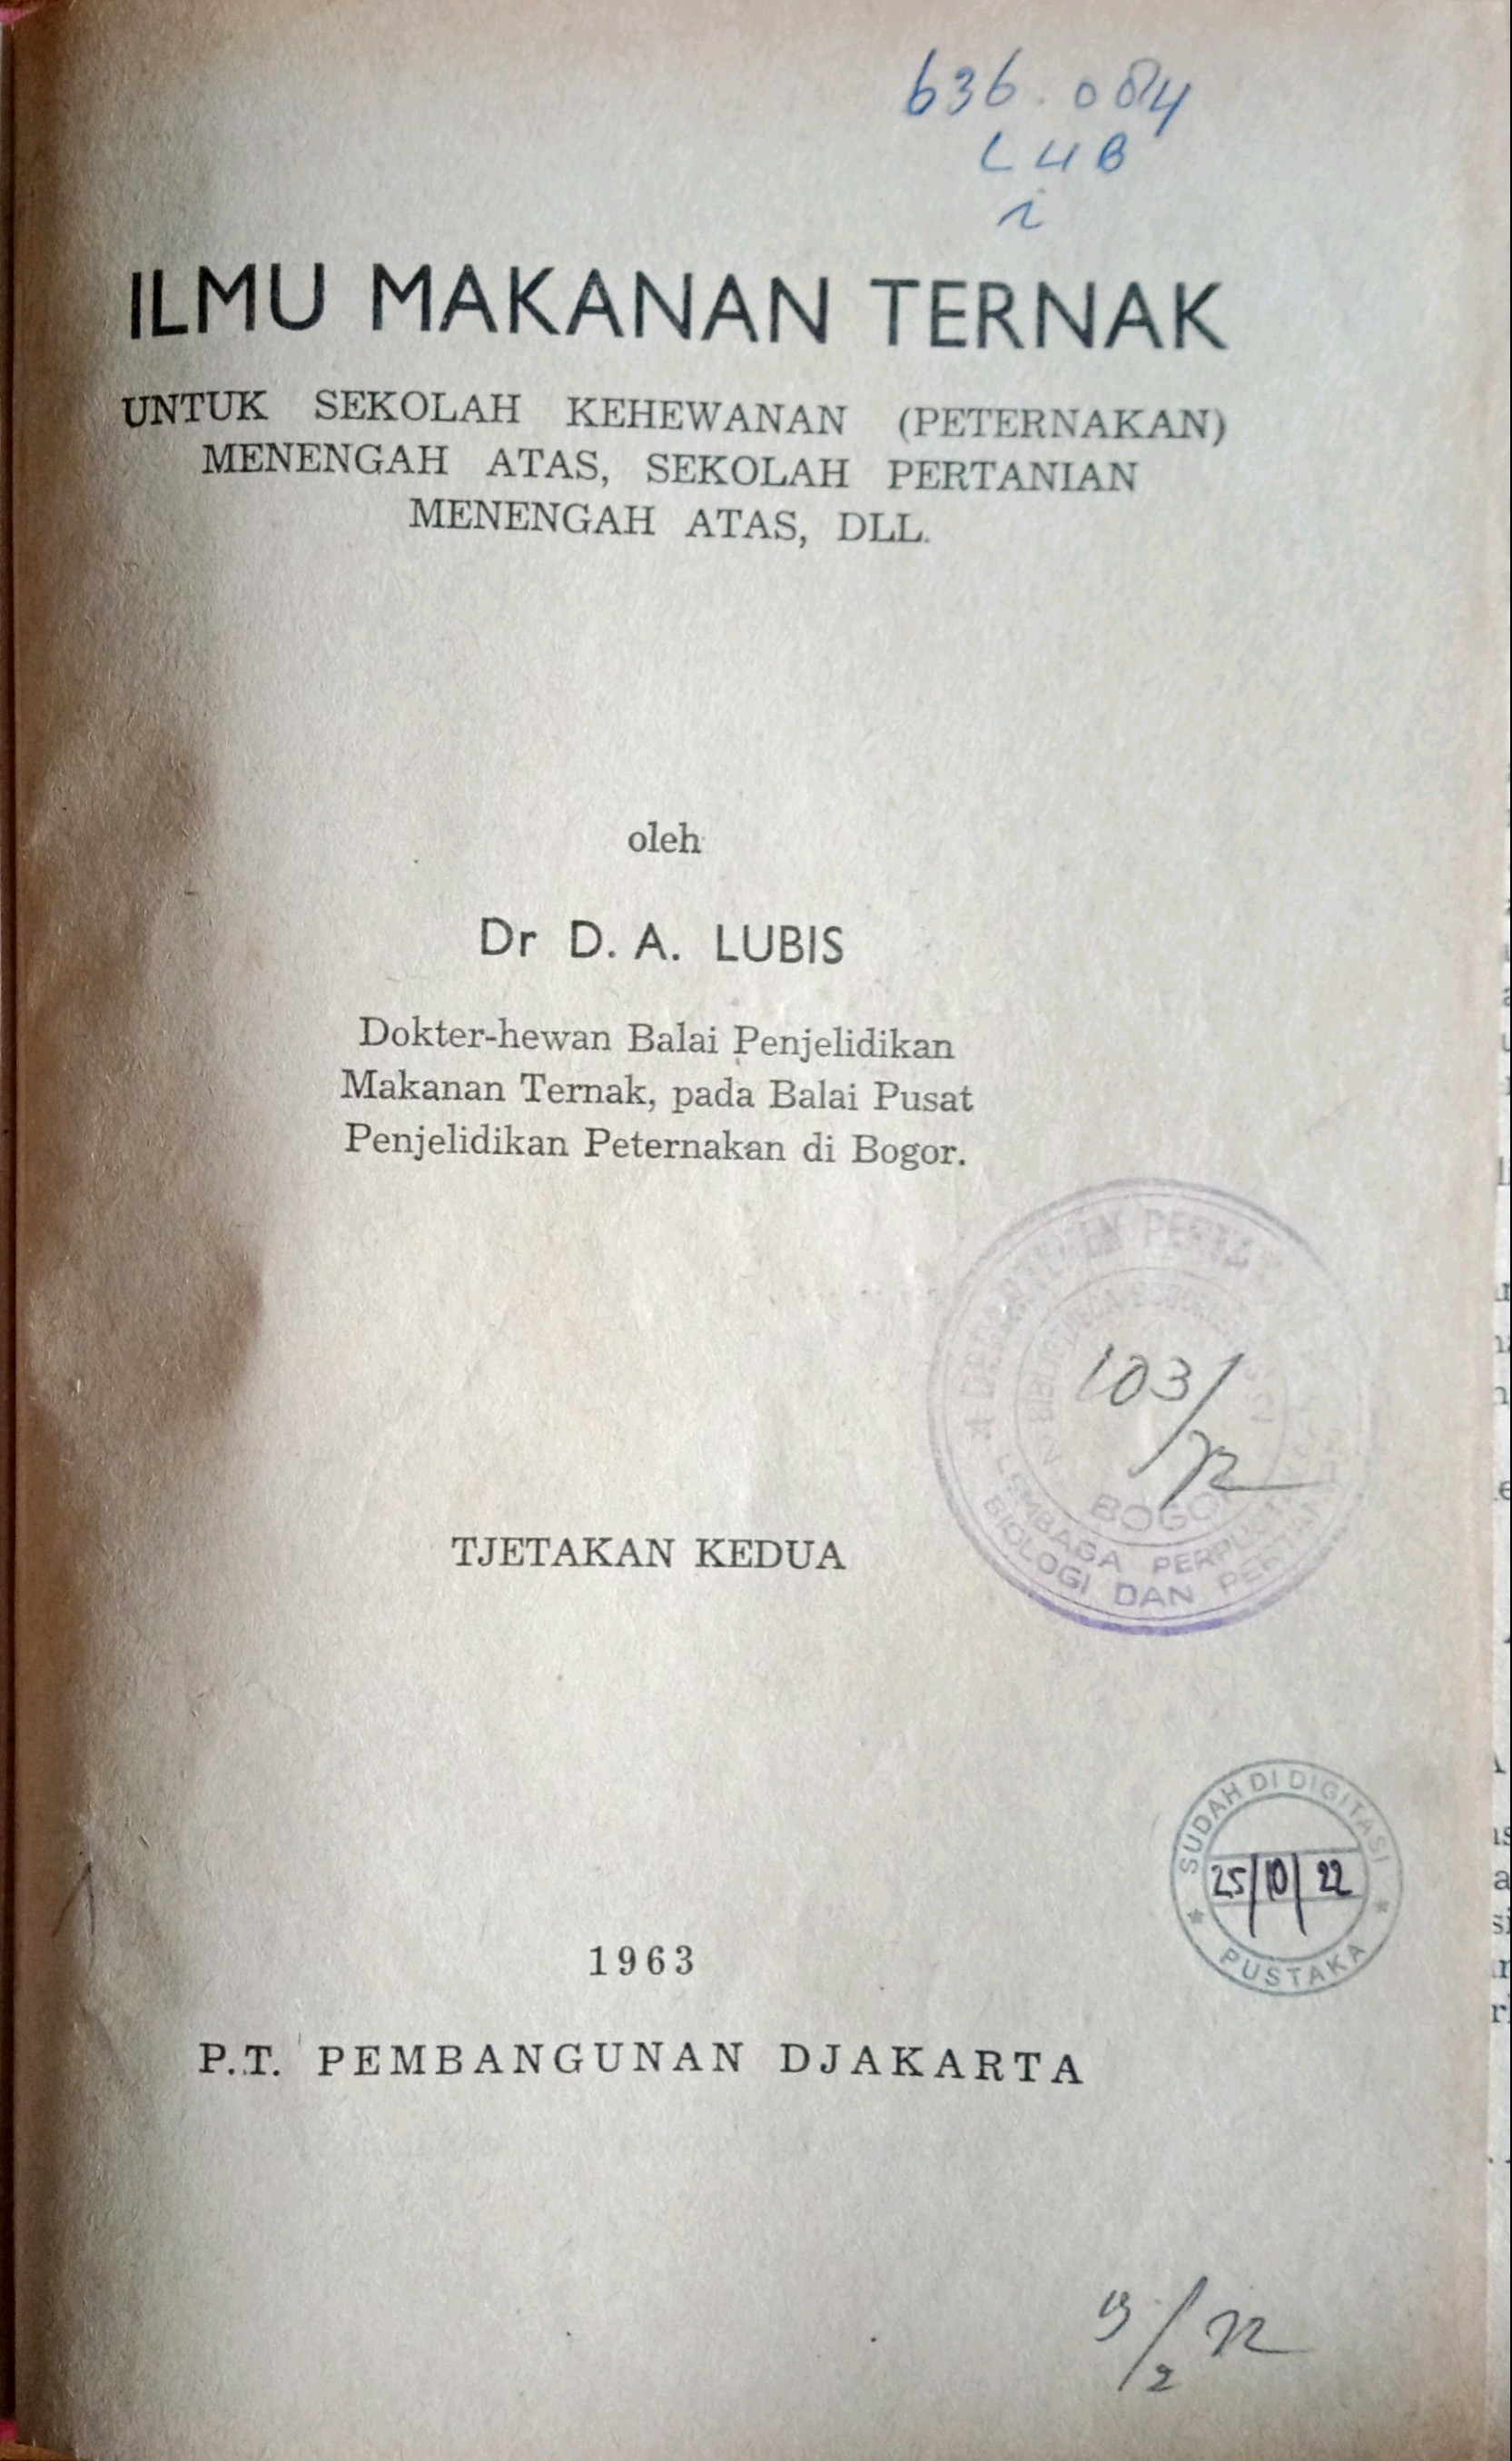 636.084
LUB
i
ILMU MAKANAN TERNAK
UNTUK SEKOLAH KEHEWANAN (PETERNAKAN)
MENENGAH ATAS, SEKOLAH PERTANIAN
MENENGAH ATAS, DLL.
oleh
Dr D. A. LUBIS
Dokter-hewan Balai Penjelidikan
Makanan Ternak, pada Balai Pusat
Penjelidikan Peternakan di Bogor.
103/72
BOGOR
LEMBAGA
BIOLOGI DAN
TJETAKAN KEDUA
SUDAH DI DIGITASI
25/10/22
PUSTAKA
1963
P.T. PEMBANGUNAN DJAKARTA